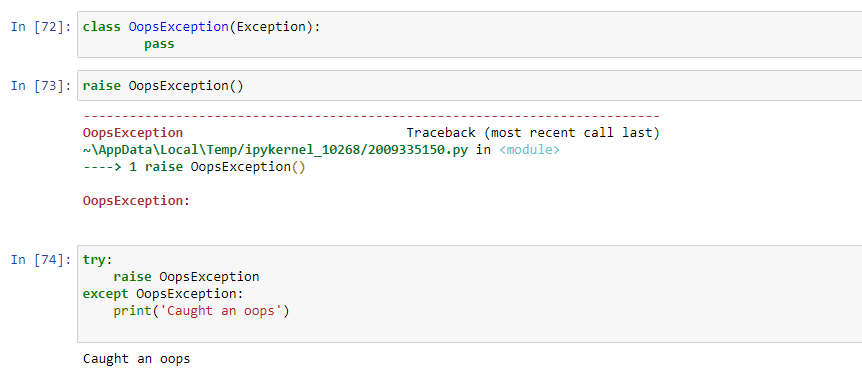 In [72]: class OopsException(Exception):
pass
In [73]: raise OopsException()
---------------------------------------------------------------------------
OopsException                             Traceback (most recent call last)
~\AppData\Local\Temp/ipykernel_10268/2009335150.py in <module>
----> 1 raise OopsException()
OopsException:
In [74]: try:
raise OopsException
except OopsException:
print('Caught an oops')
Caught an oops